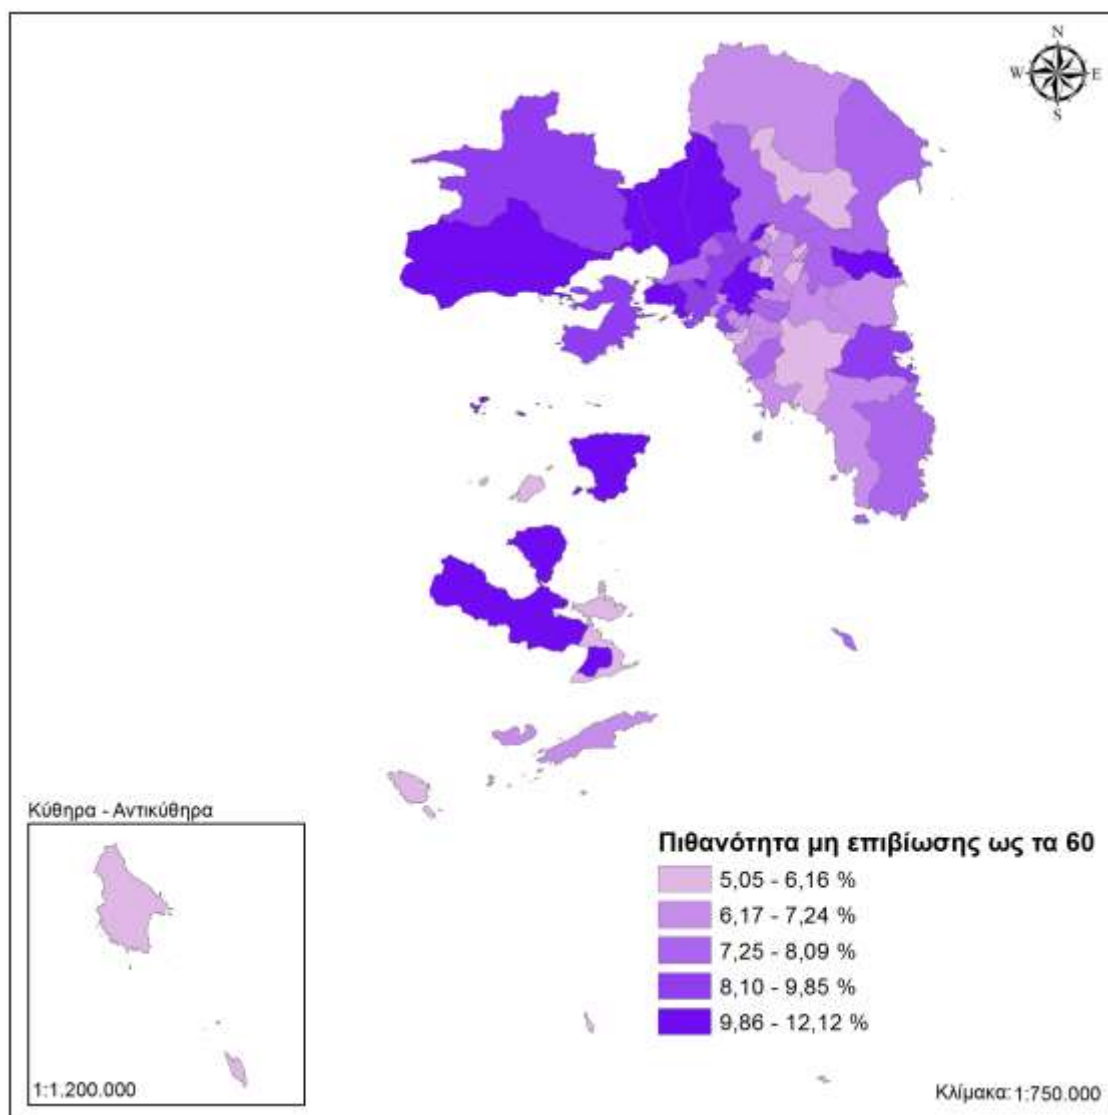 N
W E
S
Κύθηρα - Αντικύθηρα
1:1.200.000
Πιθανότητα μη επιβίωσης ως τα 60
5,05 - 6,16 %
6,17 - 7,24 %
7,25 - 8,09 %
8,10 - 9,85 %
9,86 - 12,12 %
Κλίμακα: 1:750.000